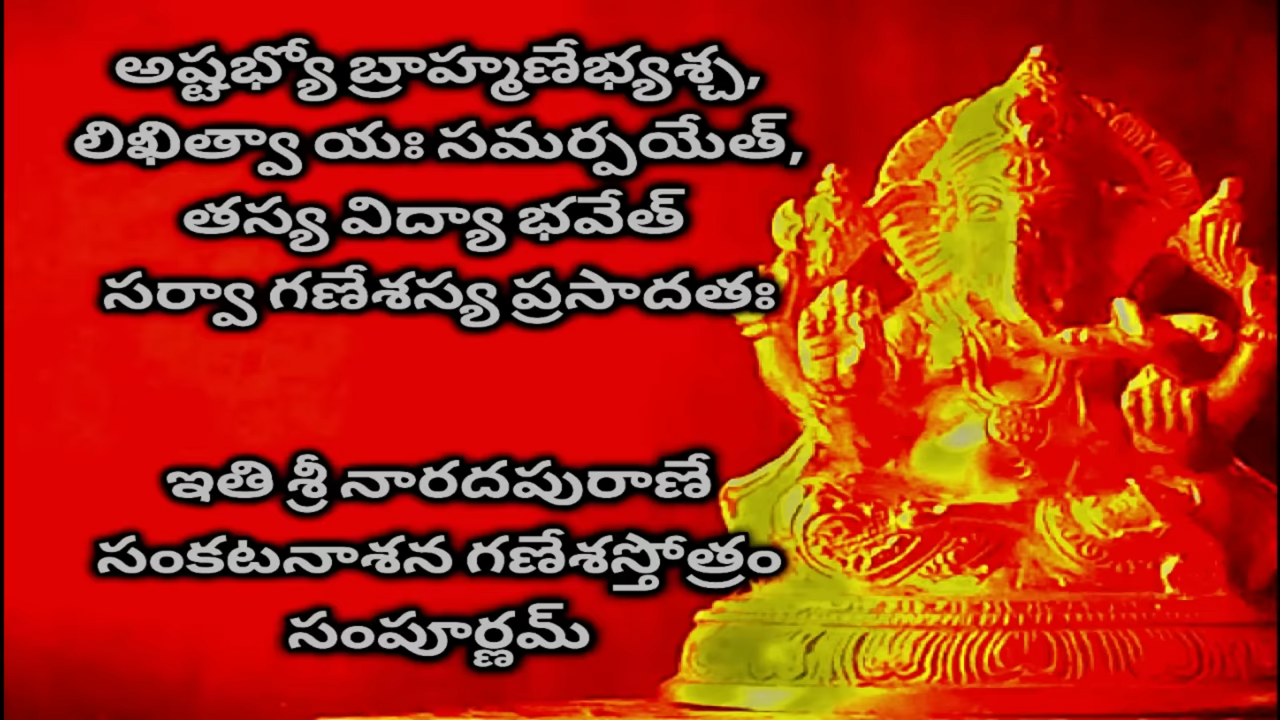 అష్టభ్యో బ్రాహ్మణేభ్యశ్చ,
లిఖిత్వా యః సమర్పయేత్,
తస్య విద్యా భవేత్
సర్వా గణేశస్య ప్రసాదతః
ఇతి శ్రీ నారదపురాణే
సంకటనాశన గణేశస్తోత్రం
సంపూర్ణమ్